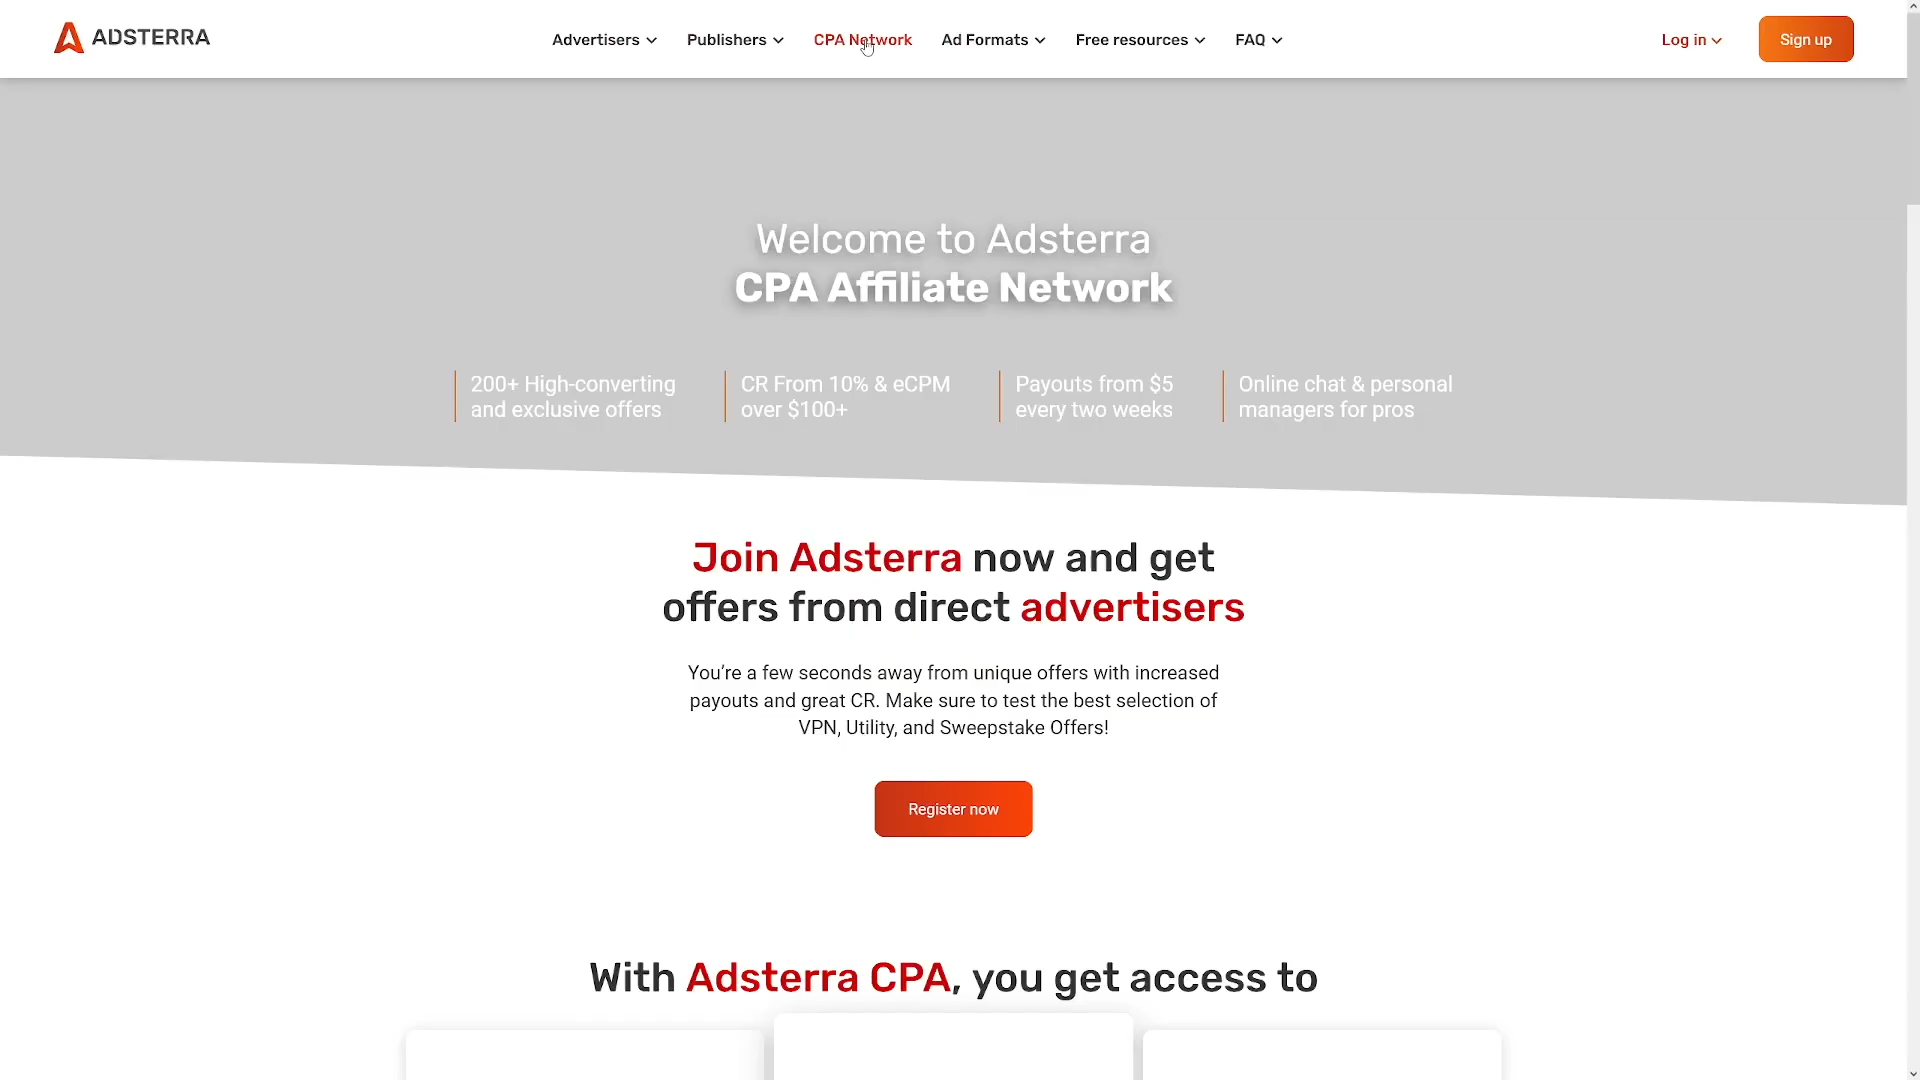 ADSTERRA
Advertisers
Publishers
CPA Network
Ad Formats
Free resources
FAQ
Log in
Sign up
Welcome to Adsterra
CPA Affiliate Network
200+ High-converting
and exclusive offers
CR From 10% & eCPM
over $100+
Payouts from $5
every two weeks
Online chat & personal
managers for pros
Join Adsterra now and get
offers from direct advertisers
You’re a few seconds away from unique offers with increased
payouts and great CR. Make sure to test the best selection of
VPN, Utility, and Sweepstake Offers!
Register now
With Adsterra CPA, you get access to